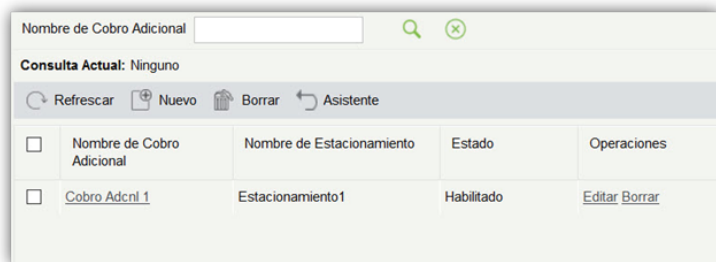 Nombre de Cobro Adicional
Consulta Actual: Ninguno
Refrescar Nuevo Borrar Asistente
Nombre de Cobro Adicional Nombre de Estacionamiento Estado Operaciones
Cobro Adcnl 1 Estacionamiento1 Habilitado Editar Borrar